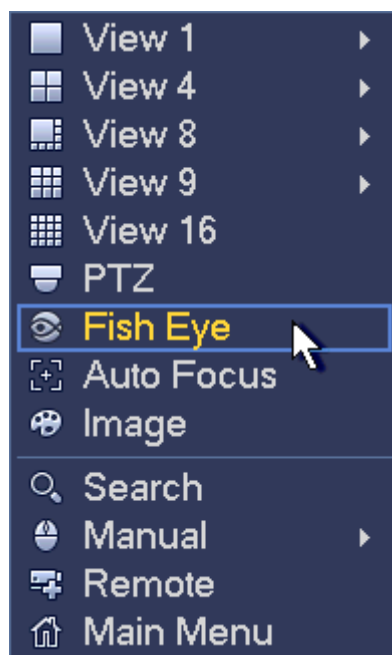 View 1
View 4
View 8
View 9
View 16
PTZ
Fish Eye
Auto Focus
Image
Search
Manual
Remote
Main Menu